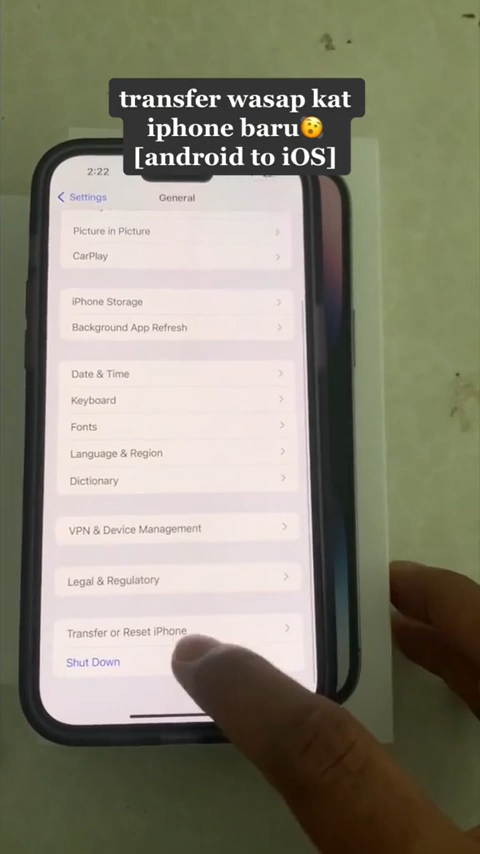 transfer wasap kat
iphone baru😯
[android to iOS]
2:22
Settings
General
Picture in Picture
CarPlay
iPhone Storage
Background App Refresh
Date & Time
Keyboard
Fonts
Language & Region
Dictionary
VPN & Device Management
Legal & Regulatory
Transfer or Reset iPhone
Shut Down